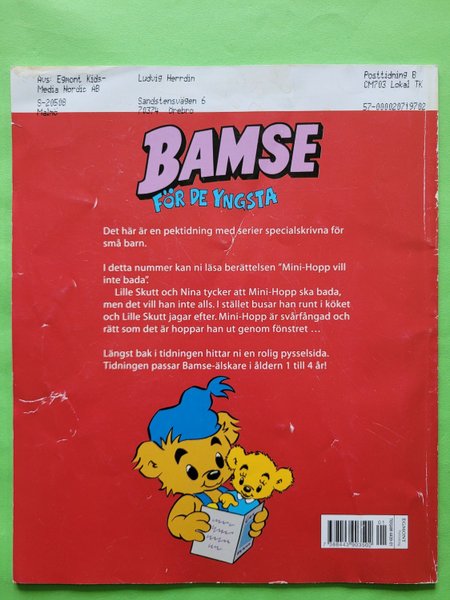 Avs: Egmont Kids-
Media Nordic AB
S-20508
Malmö
Ludvig Herrdin
Sandstensvägen 6
70374 Örebro
Posttidning B
CM703 Lokal TK
57-000020719702
BAMSE
FÖR DE YNGSTA
Det här är en pektidning med serier specialskrivna för
små barn.
I detta nummer kan ni läsa berättelsen "Mini-Hopp vill
inte bada".
Lille Skutt och Nina tycker att Mini-Hopp ska bada,
men det vill han inte alls. I stället busar han runt i köket
och Lille Skutt jagar efter. Mini-Hopp är svårfångad och
rätt som det är hoppar han ut genom fönstret …
Längst bak i tidningen hittar ni en rolig pysselsida.
Tidningen passar Bamse-älskare i åldern 1 till 4 år!
EGMONT
01